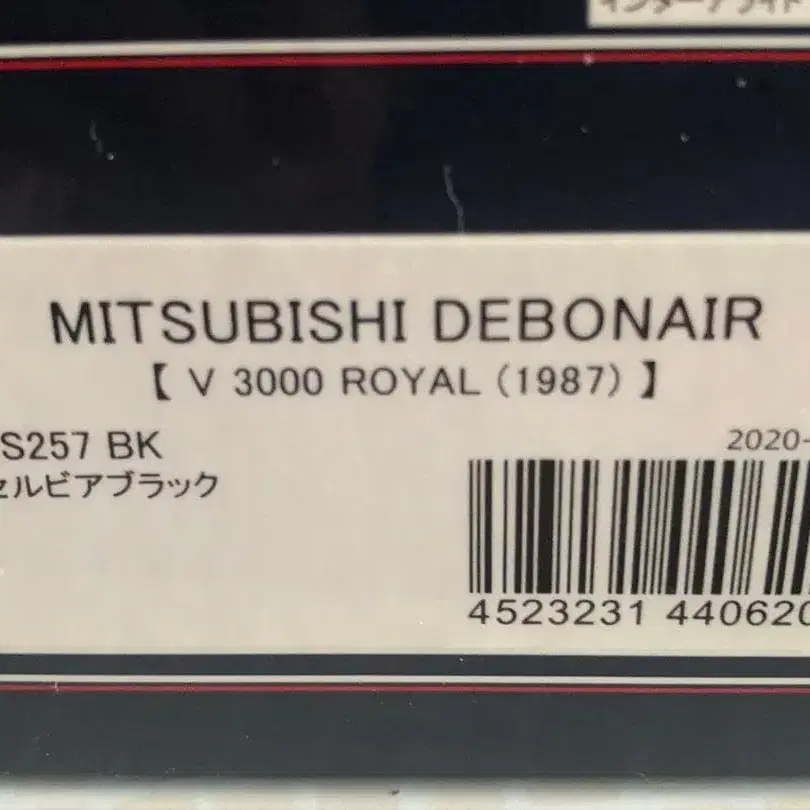 MITSUBISHI DEBONAIR
【 V 3000 ROYAL (1987) 】
S257 BK
2020-
セルビアブラック
4523231 440620